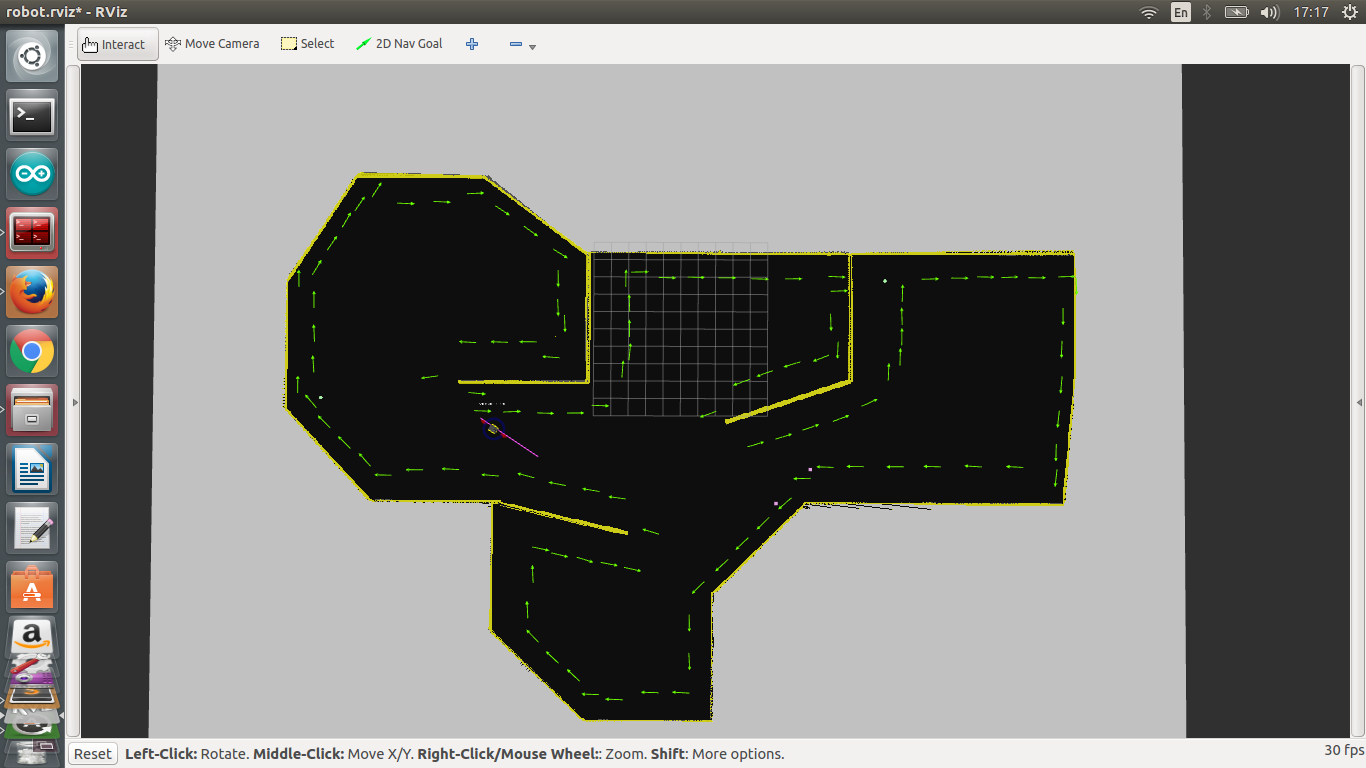 robot.rviz* - RViz
En
17:17
Interact
Move Camera
Select
2D Nav Goal
Reset
Left-Click: Rotate. Middle-Click: Move X/Y. Right-Click/Mouse Wheel:: Zoom. Shift: More options.
30 fps